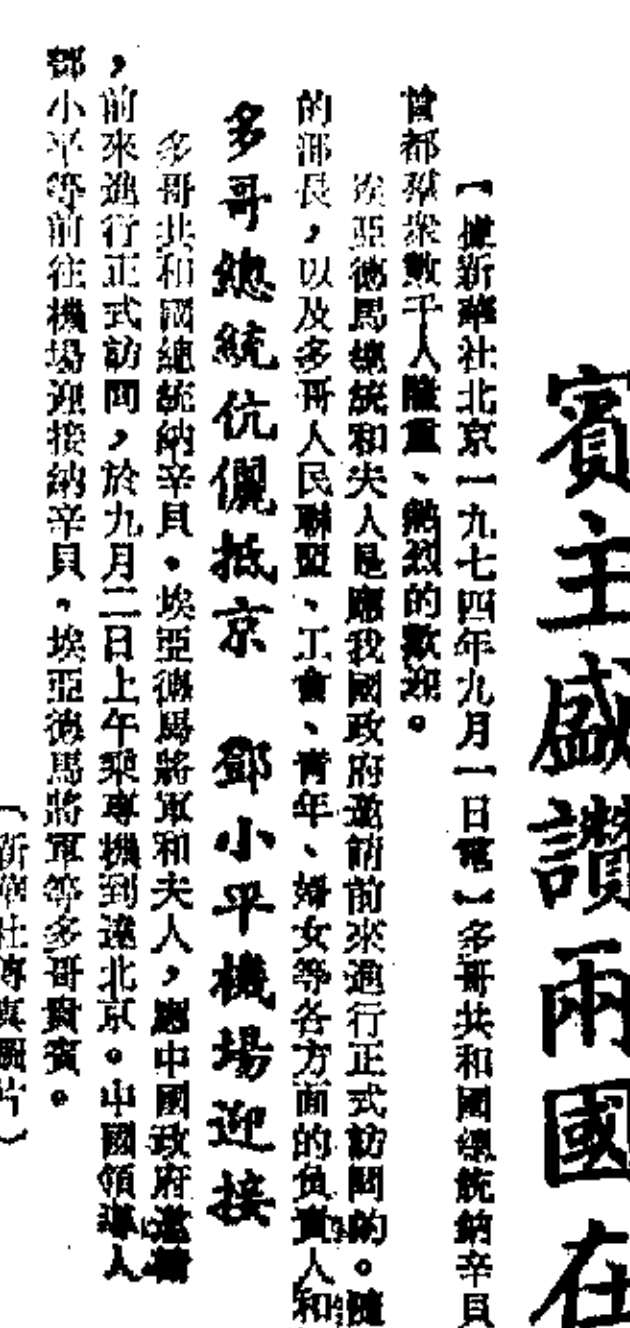 賓主盛讚兩國在
【據新華社北京一九七四年九月一日電】多哥共和國總統納辛貝
首都羣衆數千人隆重、熱烈的歡迎。
埃亞德馬總統和夫人是應我國政府邀請前來進行正式訪問的。隨
的部長，以及多哥人民聯盟、工會、青年、婦女等各方面的負責人和
多哥總統伉儷抵京　鄧小平機場迎接
多哥共和國總統納辛貝·埃亞德馬將軍和夫人，應中國政府邀請
，前來進行正式訪問，於九月二日上午乘專機到達北京。中國領導人
鄧小平等前往機場迎接納辛貝·埃亞德馬將軍等多哥貴賓。
（新華社傳真圖片）